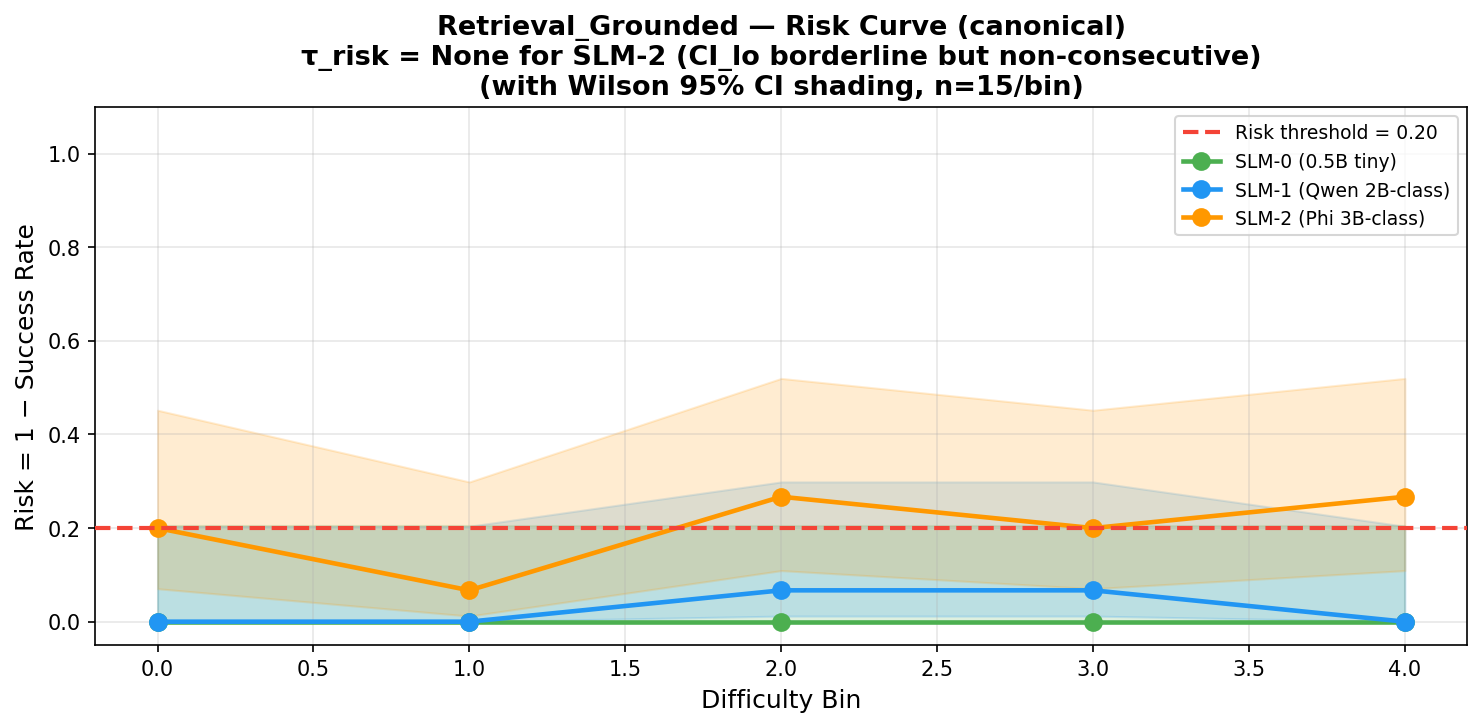 Retrieval_Grounded — Risk Curve (canonical)
τ_risk = None for SLM-2 (CI_lo borderline but non-consecutive)
(with Wilson 95% CI shading, n=15/bin)
Risk threshold = 0.20
SLM-0 (0.5B tiny)
SLM-1 (Qwen 2B-class)
SLM-2 (Phi 3B-class)
Risk = 1 − Success Rate
1.0
0.8
0.6
0.4
0.2
0.0
0.0 0.5 1.0 1.5 2.0 2.5 3.0 3.5 4.0
Difficulty Bin